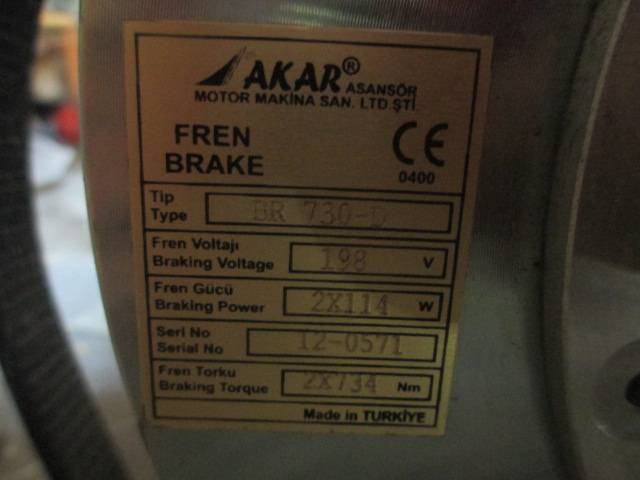 AKAR® ASANSÖR
MOTOR MAKİNA SAN. LTD.ŞTİ.
FREN
BRAKE
CE
0400
Tip
Type
BR 730-D
Fren Voltajı
Braking Voltage
198 V
Fren Gücü
Braking Power
2X114 W
Seri No
Serial No
12-0571
Fren Torku
Braking Torque
2X734 Nm
Made in TURKİYE